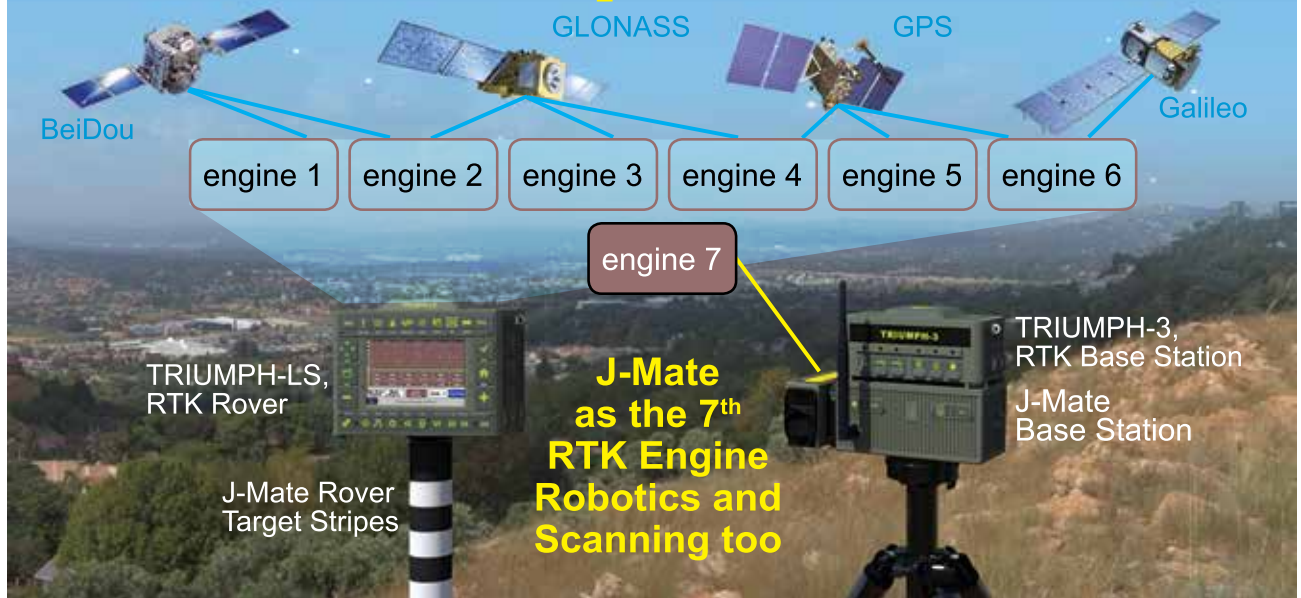 GLONASS
GPS
BeiDou
Galileo
engine 1
engine 2
engine 3
engine 4
engine 5
engine 6
engine 7
TRIUMPH-LS,
RTK Rover
J-Mate Rover
Target Stripes
J-Mate
as the 7th
RTK Engine
Robotics and
Scanning too
TRIUMPH-3
TRIUMPH-3,
RTK Base Station
J-Mate
Base Station